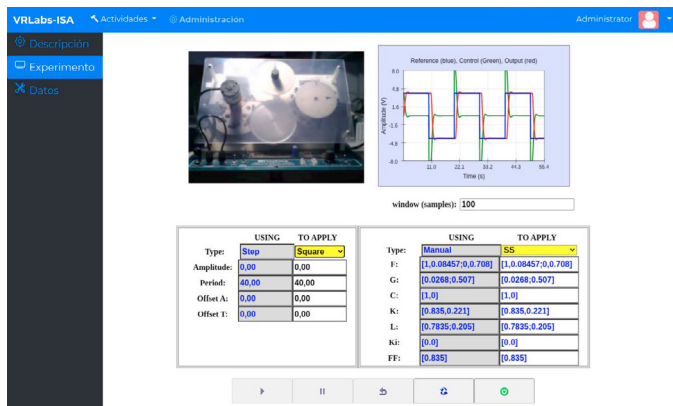 VRLabs-ISA Actividades Administracion Administrator
Descripción
Experimento
Datos
Reference (blue), Control (Green), Output (red)
Amplitude (V)
8.0
4.8
1.6
-1.6
-4.8
-8.0
11.0 22.1 33.2 44.3 55.4
Time (s)
window (samples): 100
USING TO APPLY
Type: Step Square
Amplitude: 0,00 0,00
Period: 40,00 40,00
Offset A: 0,00 0,00
Offset T: 0,00 0,00
USING TO APPLY
Type: Manual SS
F: [1,0.08457;0,0.708] [1,0.08457;0,0.708]
G: [0.0268;0.507] [0.0268;0.507]
C: [1,0] [1,0]
K: [0.835,0.221] [0.835,0.221]
L: [0.7835;0.205] [0.7835;0.205]
Ki: [0.0] [0.0]
FF: [0.835] [0.835]